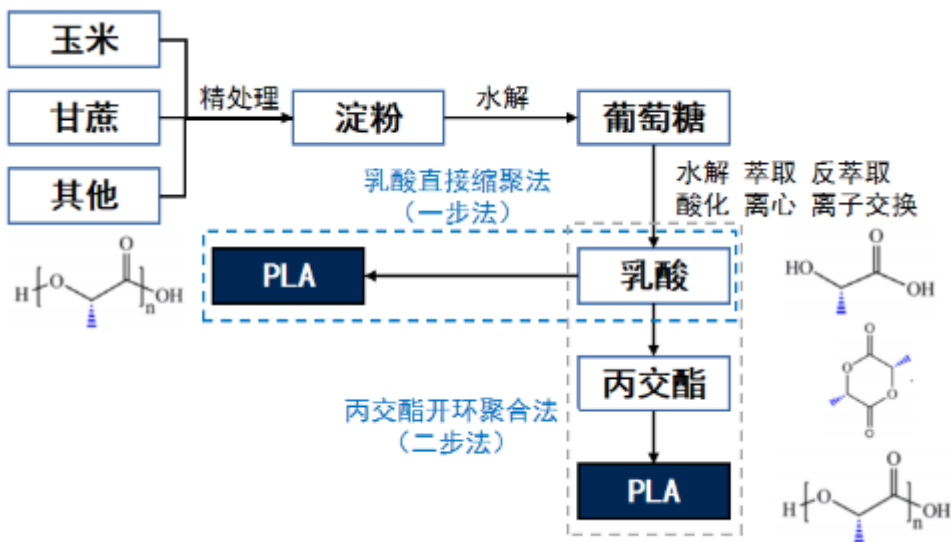 玉米
甘蔗
其他
精处理
淀粉
水解
葡萄糖
水解 萃取 反萃取
酸化 离心 离子交换
乳酸直接缩聚法
（一步法）
PLA
乳酸
丙交酯
丙交酯开环聚合法
（二步法）
PLA
H O O OH n
HO O OH
O O O O
H O O OH n